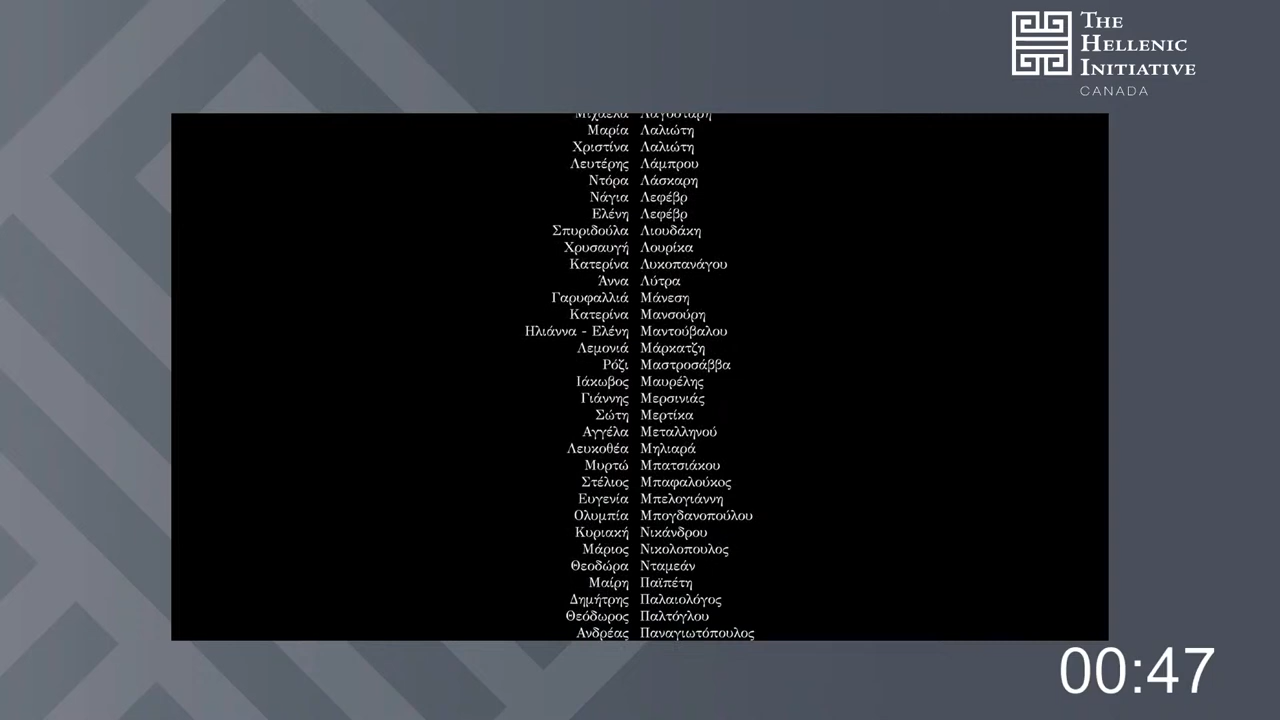 THE
HELLENIC
INITIATIVE
CANADA
Μαρία Λαλιώτη
Χριστίνα Λαλιώτη
Λευτέρης Λάμπρου
Ντόρα Λάσκαρη
Νάγια Λεφέβρ
Ελένη Λεφέβρ
Σπυριδούλα Λιουδάκη
Χρυσαυγή Λουρίκα
Κατερίνα Λυκοπανάγου
Άννα Λύτρα
Γαρυφαλλιά Μάνεση
Κατερίνα Μανσούρη
Ηλιάννα - Ελένη Μαντούβαλου
Λεμονιά Μάρκατζη
Ρόζι Μαστροσάββα
Ιάκωβος Μαυρέλης
Γιάννης Μερσινιάς
Σώτη Μερτίκα
Αγγέλα Μεταλληνού
Λευκοθέα Μηλιαρά
Μυρτώ Μπατσιάκου
Στέλιος Μπαφαλούκος
Ευγενία Μπελογιάννη
Ολυμπία Μπογδανοπούλου
Κυριακή Νικάνδρου
Μάριος Νικολοπουλος
Θεοδώρα Νταμεάν
Μαίρη Παϊπέτη
Δημήτρης Παλαιολόγος
Θεόδωρος Παλτόγλου
Ανδρέας Παναγιωτόπουλος
00:47